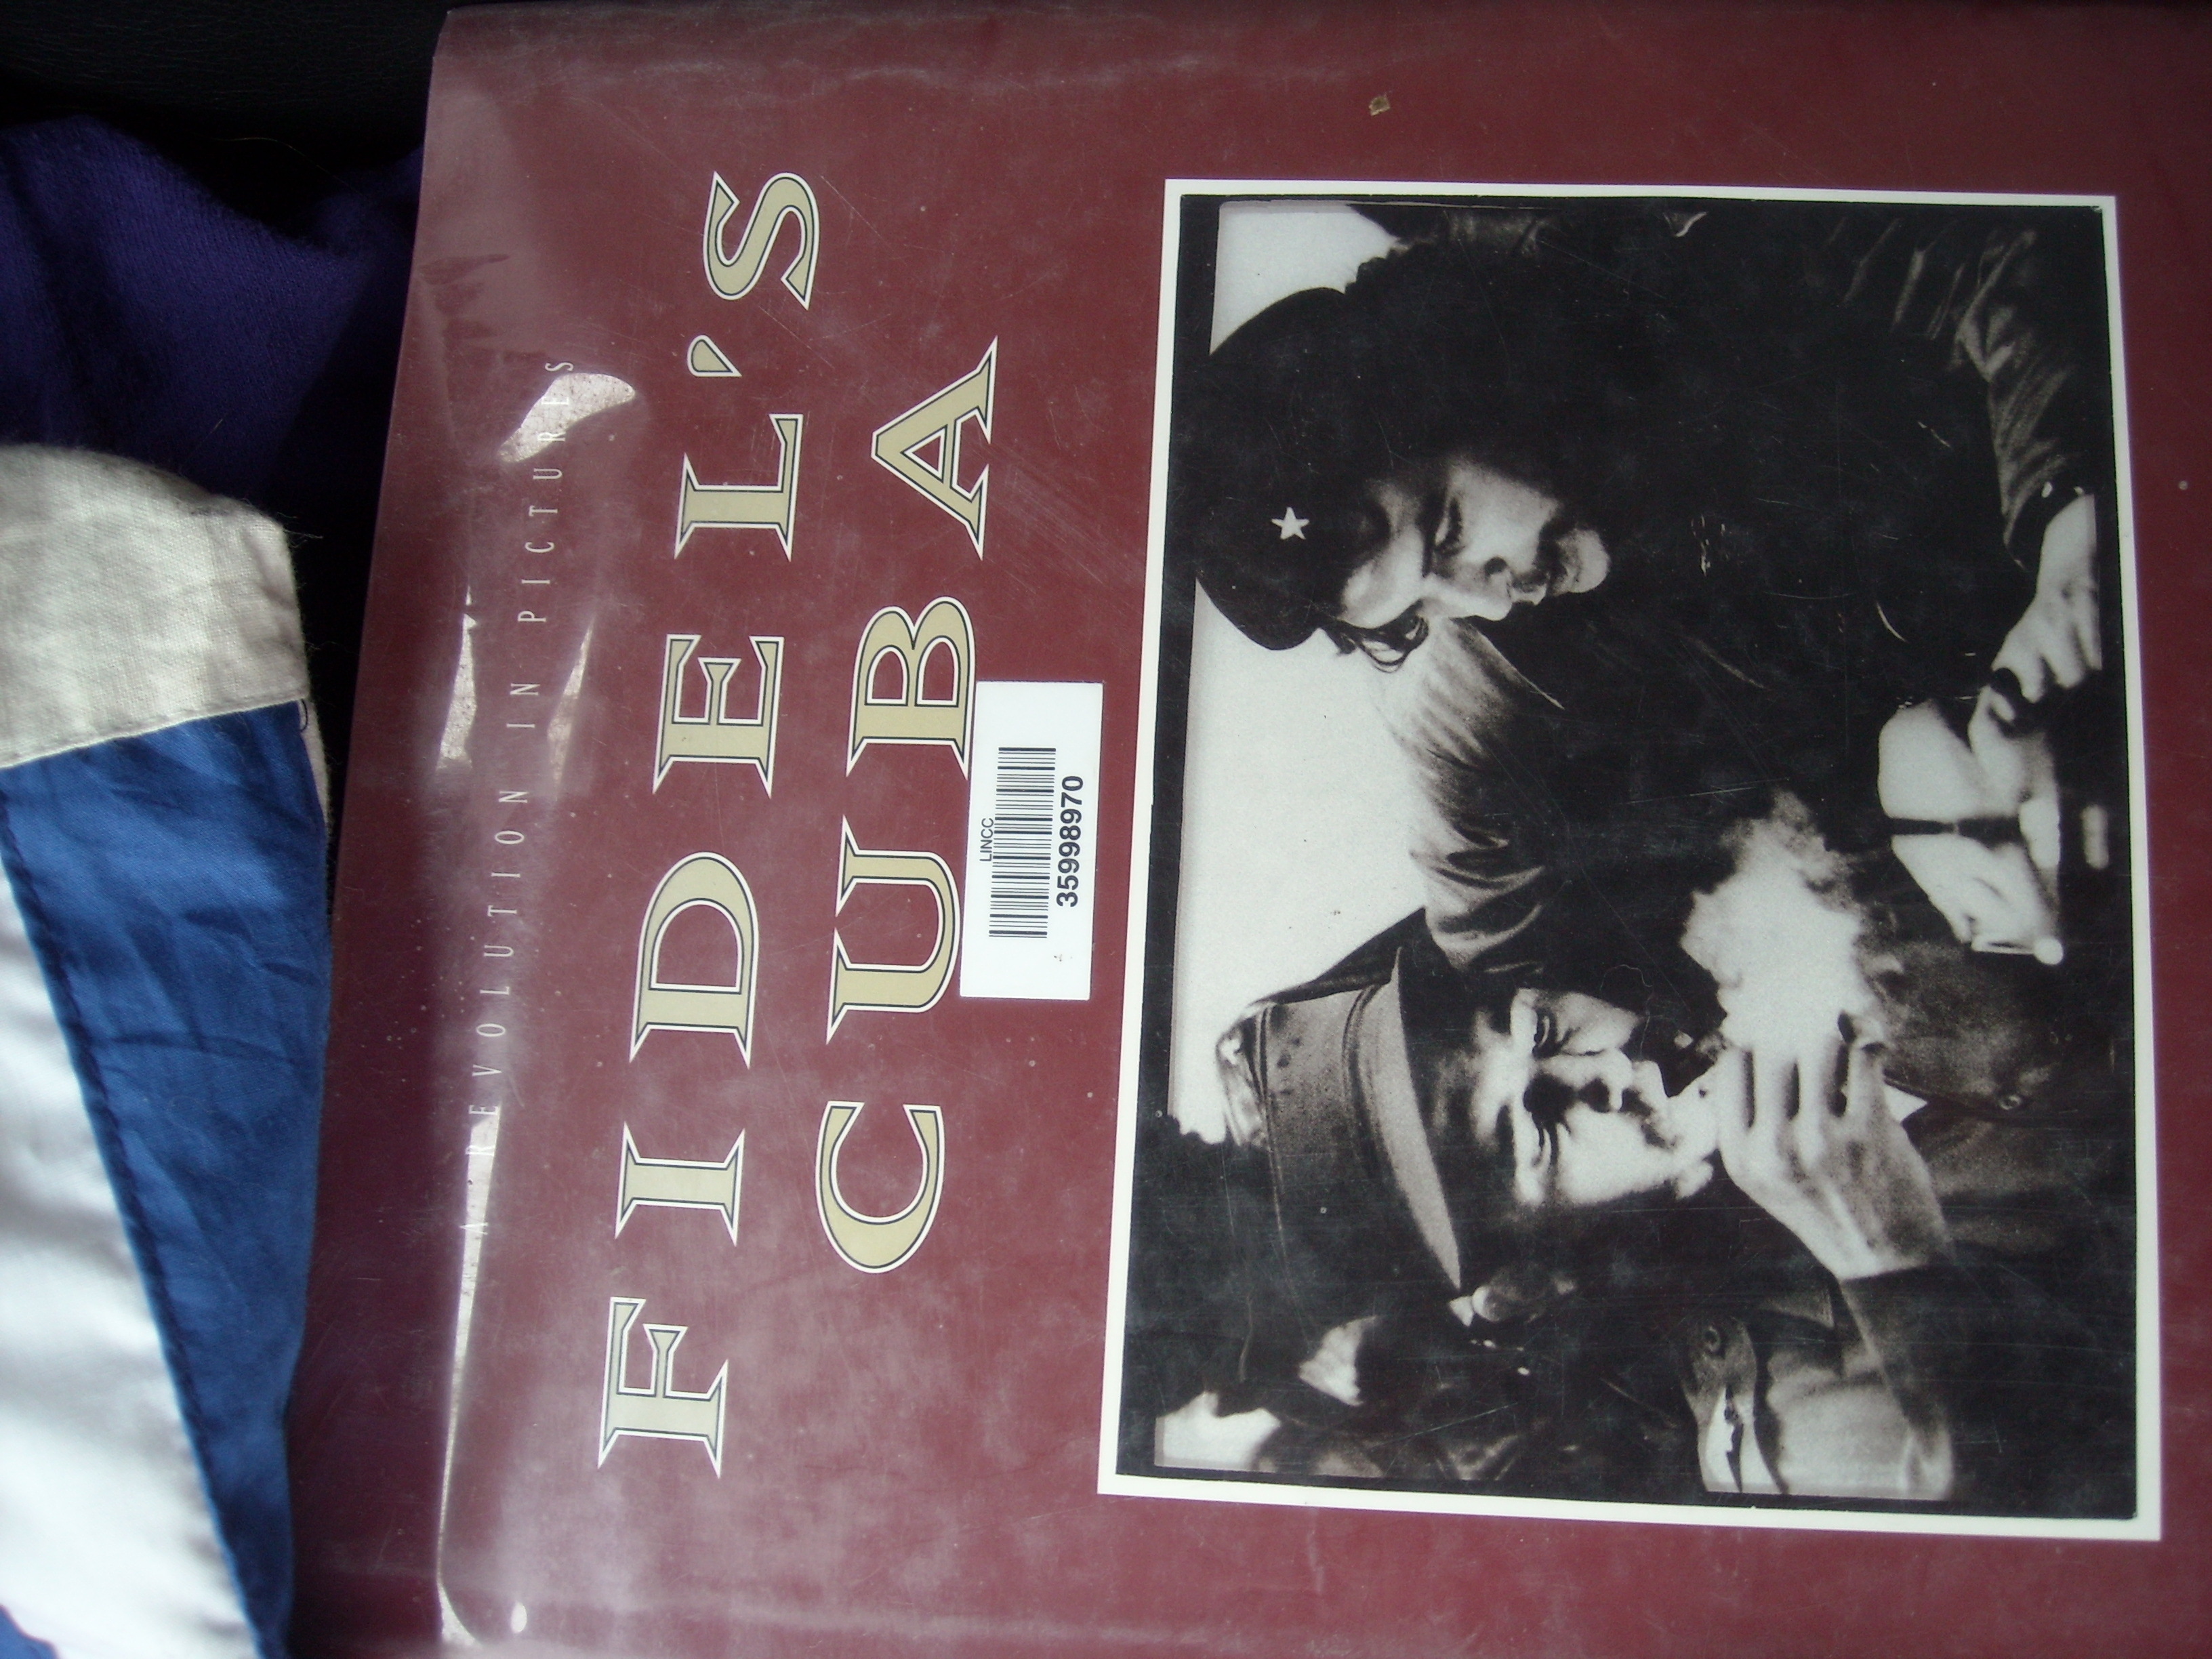 A REVOLUTION IN PICTURES
FIDEL'S
CUBA
LINCC
35998970